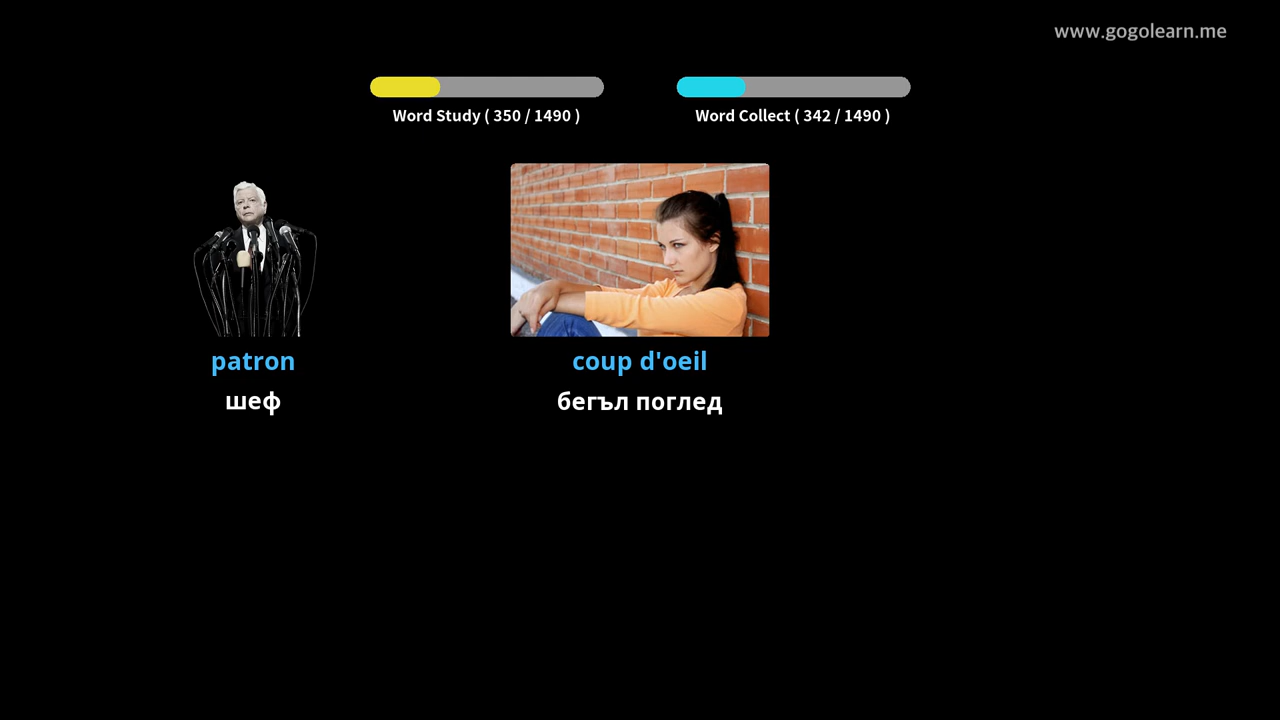 www.gogolearn.me
Word Study ( 350 / 1490 )
Word Collect ( 342 / 1490 )
patron
шеф
coup d'oeil
бегъл поглед